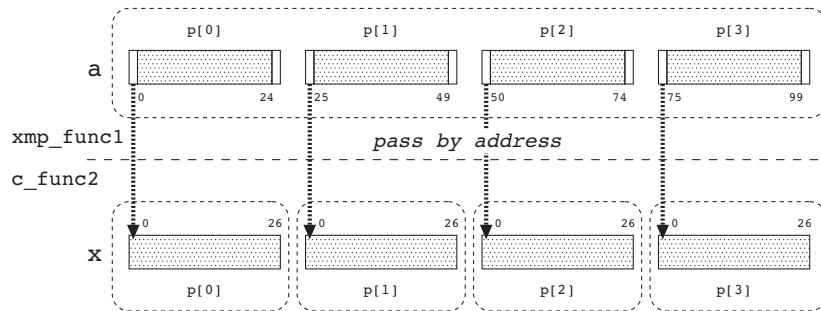 p[0] p[1] p[2] p[3]
a
0 24 25 49 50 74 75 99
xmp_func1 pass by address
c_func2
0 26 0 26 0 26 0 26
x
p[0] p[1] p[2] p[3]